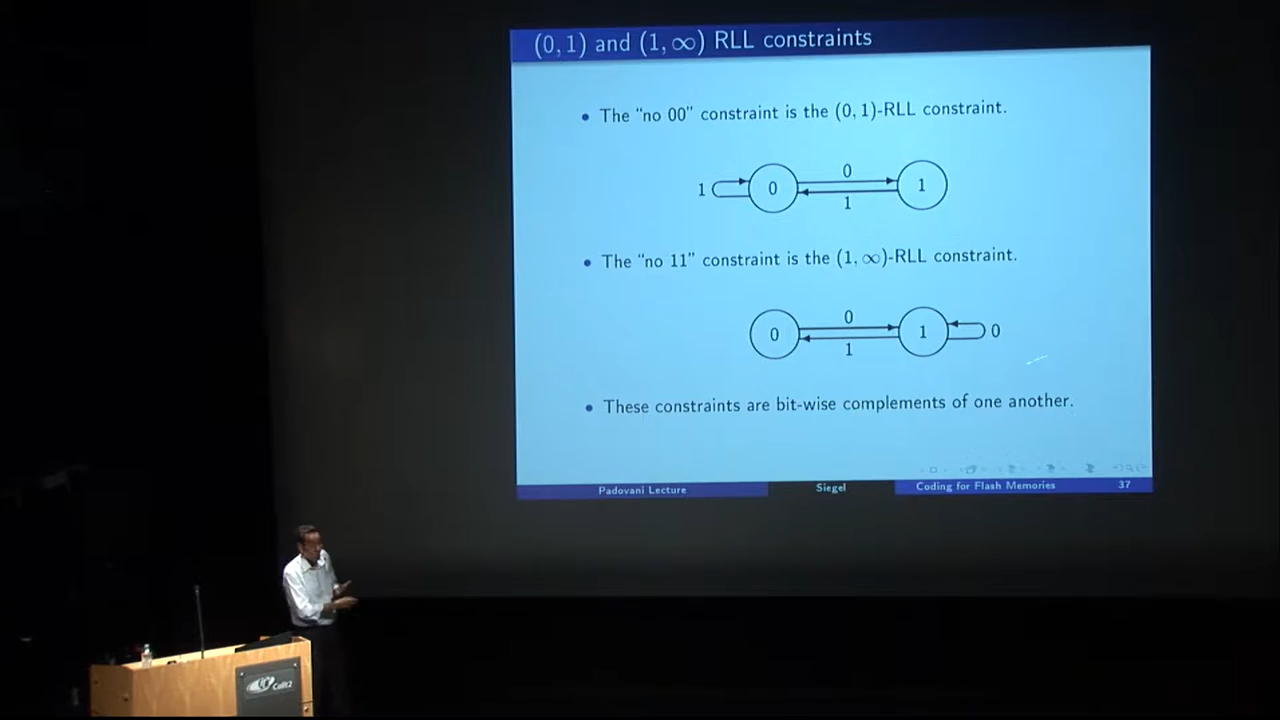 (0, 1) and (1, ∞) RLL constraints
• The “no 00” constraint is the (0, 1)-RLL constraint.
0
1 0 1
1
• The “no 11” constraint is the (1, ∞)-RLL constraint.
0
0 1 0
1
• These constraints are bit-wise complements of one another.
Padovani Lecture Siegel Coding for Flash Memories 37
Calit2